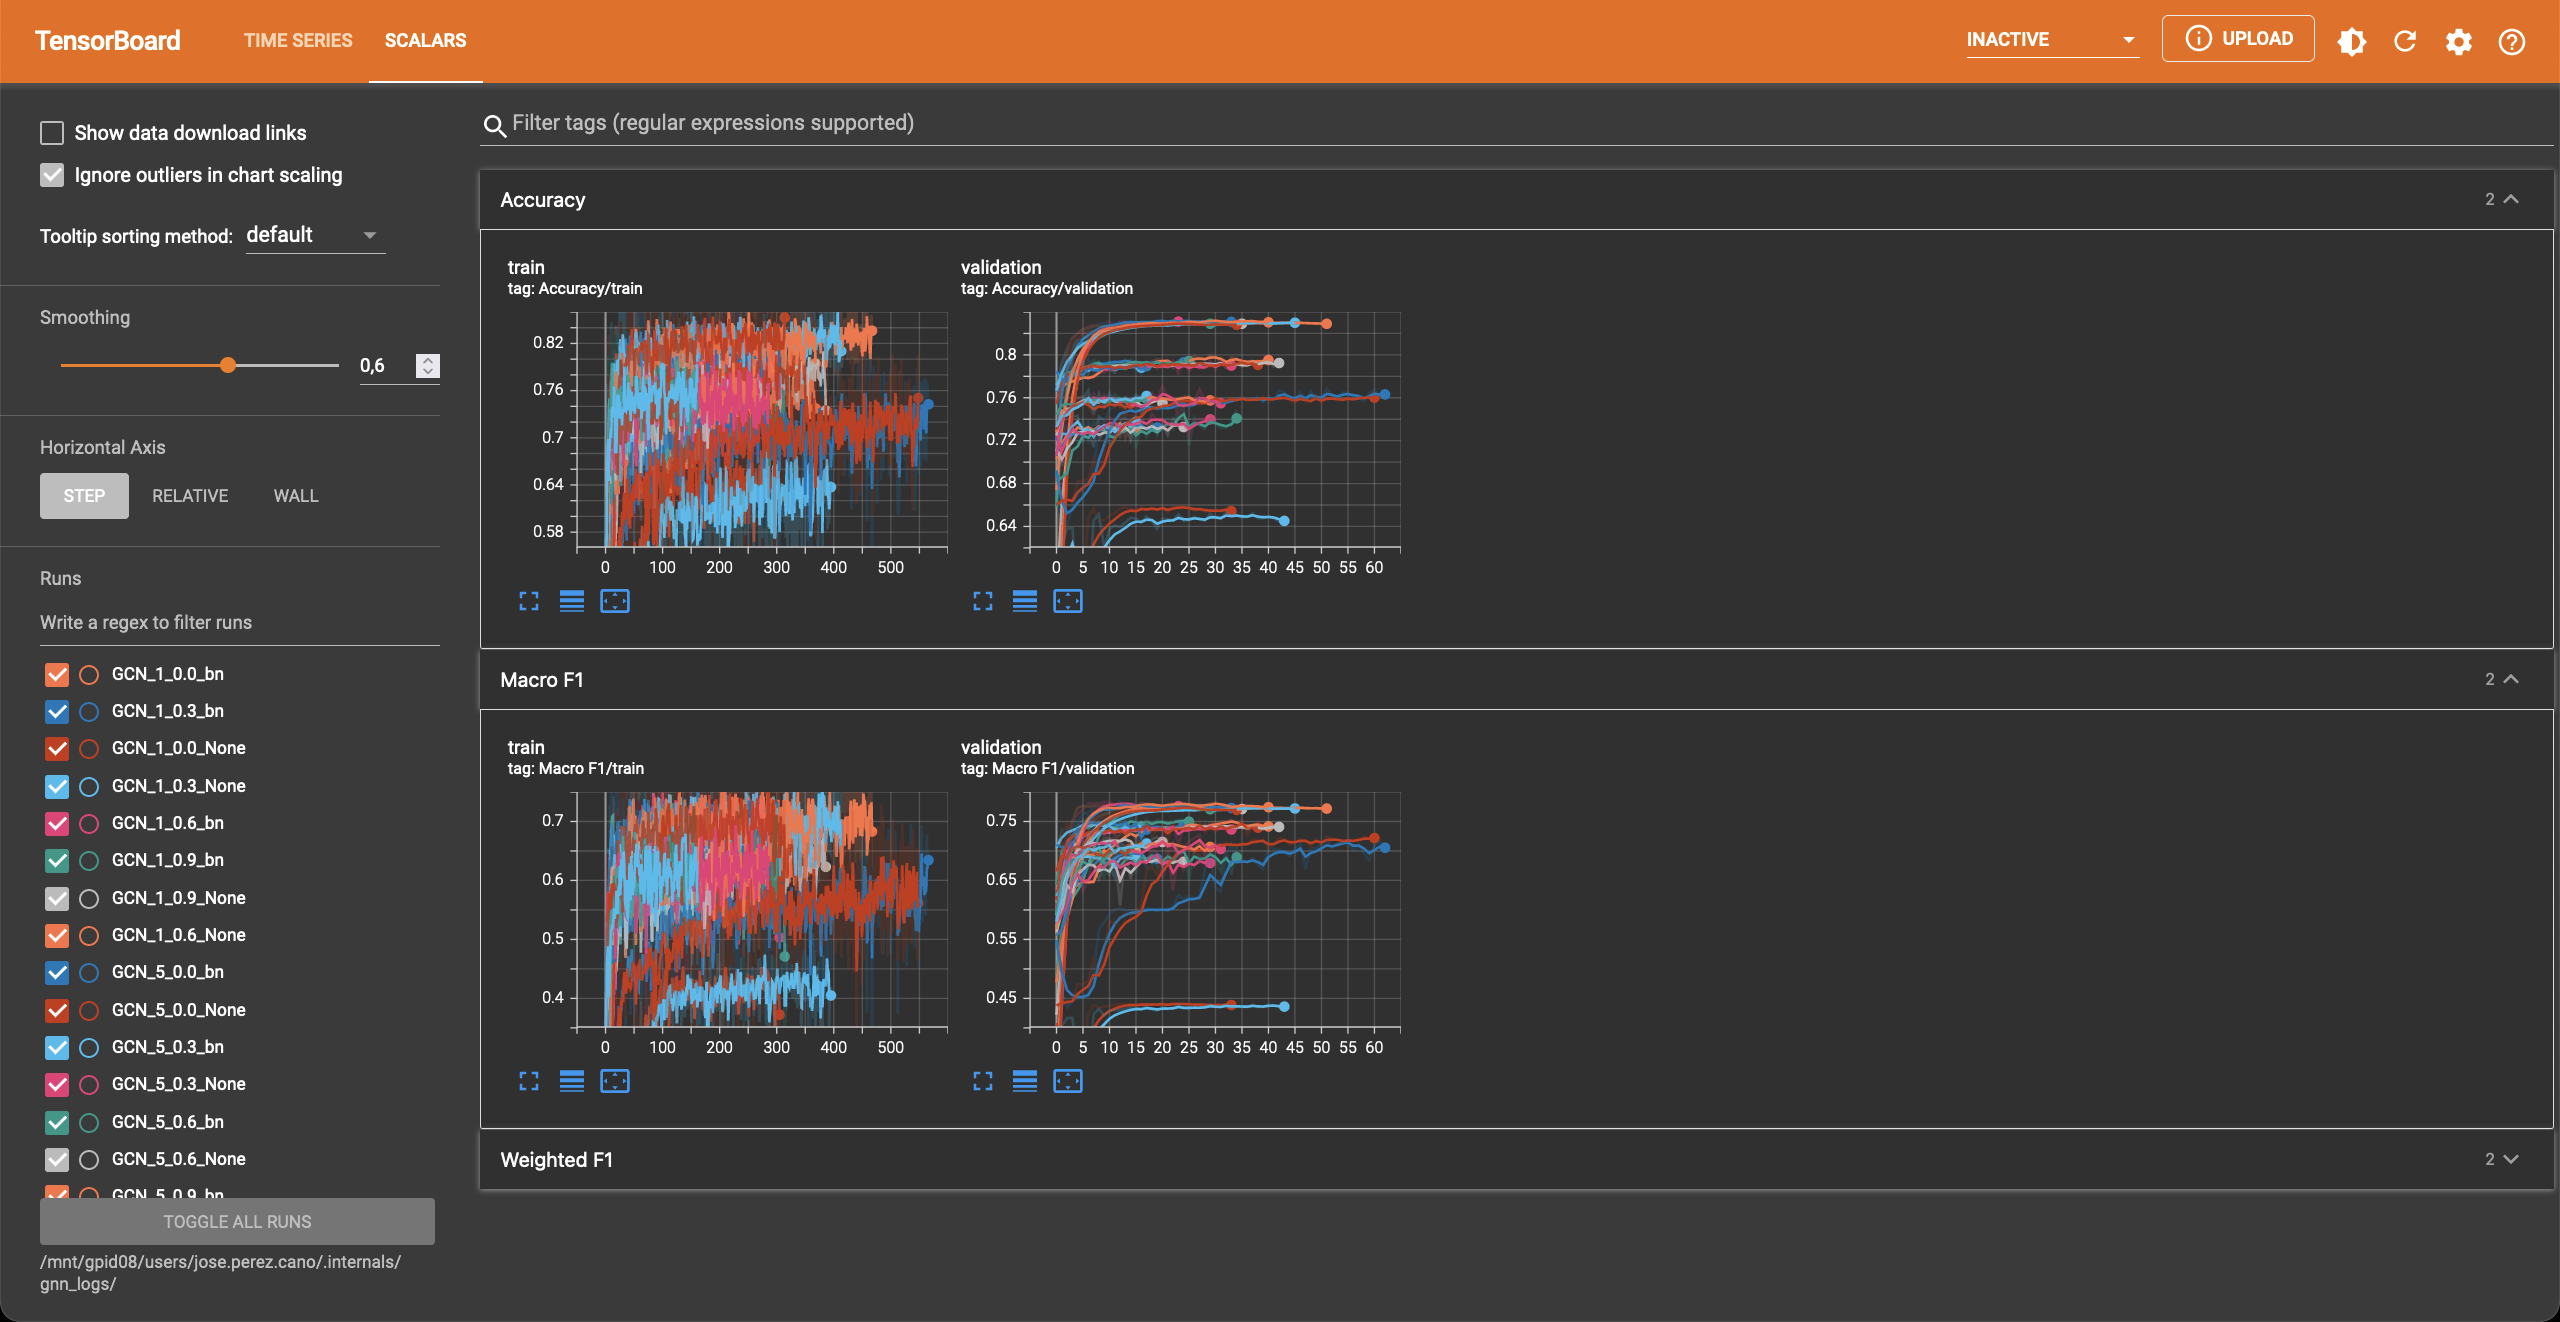 TensorBoard
TIME SERIES
SCALARS
INACTIVE
UPLOAD
Show data download links
Ignore outliers in chart scaling
Tooltip sorting method: default
Smoothing
0,6
Horizontal Axis
STEP RELATIVE WALL
Runs
Write a regex to filter runs
GCN_1_0.0_bn
GCN_1_0.3_bn
GCN_1_0.0_None
GCN_1_0.3_None
GCN_1_0.6_bn
GCN_1_0.9_bn
GCN_1_0.9_None
GCN_1_0.6_None
GCN_5_0.0_bn
GCN_5_0.0_None
GCN_5_0.3_bn
GCN_5_0.3_None
GCN_5_0.6_bn
GCN_5_0.6_None
GCN_5_0.9_bn
TOGGLE ALL RUNS
/mnt/gpid08/users/jose.perez.cano/.internals/
gnn_logs/
Filter tags (regular expressions supported)
Accuracy
2
train
tag: Accuracy/train
0.82
0.76
0.7
0.64
0.58
0 100 200 300 400 500
validation
tag: Accuracy/validation
0.8
0.76
0.72
0.68
0.64
0 5 10 15 20 25 30 35 40 45 50 55 60
Macro F1
2
train
tag: Macro F1/train
0.7
0.6
0.5
0.4
0 100 200 300 400 500
validation
tag: Macro F1/validation
0.75
0.65
0.55
0.45
0 5 10 15 20 25 30 35 40 45 50 55 60
Weighted F1
2